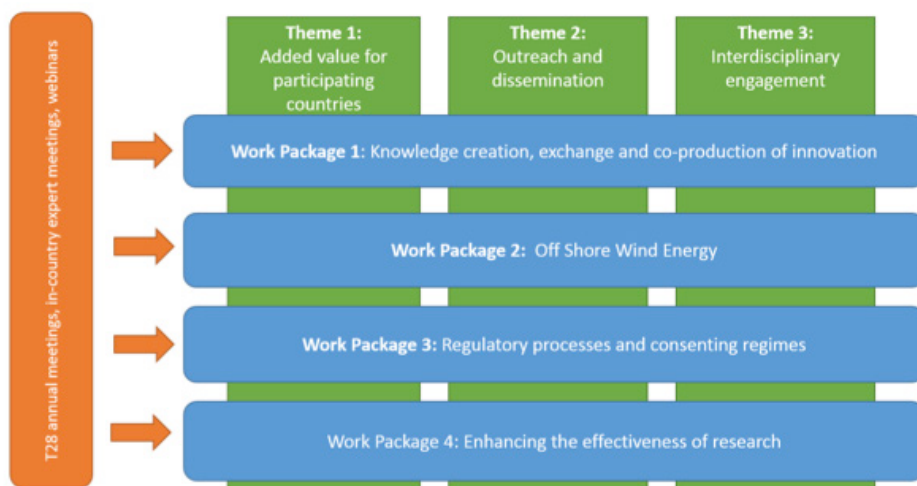 T28 annual meetings, in-country expert meetings, webinars
Theme 1:
Added value for
participating
countries
Theme 2:
Outreach and
dissemination
Theme 3:
Interdisciplinary
engagement
Work Package 1: Knowledge creation, exchange and co-production of innovation
Work Package 2: Off Shore Wind Energy
Work Package 3: Regulatory processes and consenting regimes
Work Package 4: Enhancing the effectiveness of research